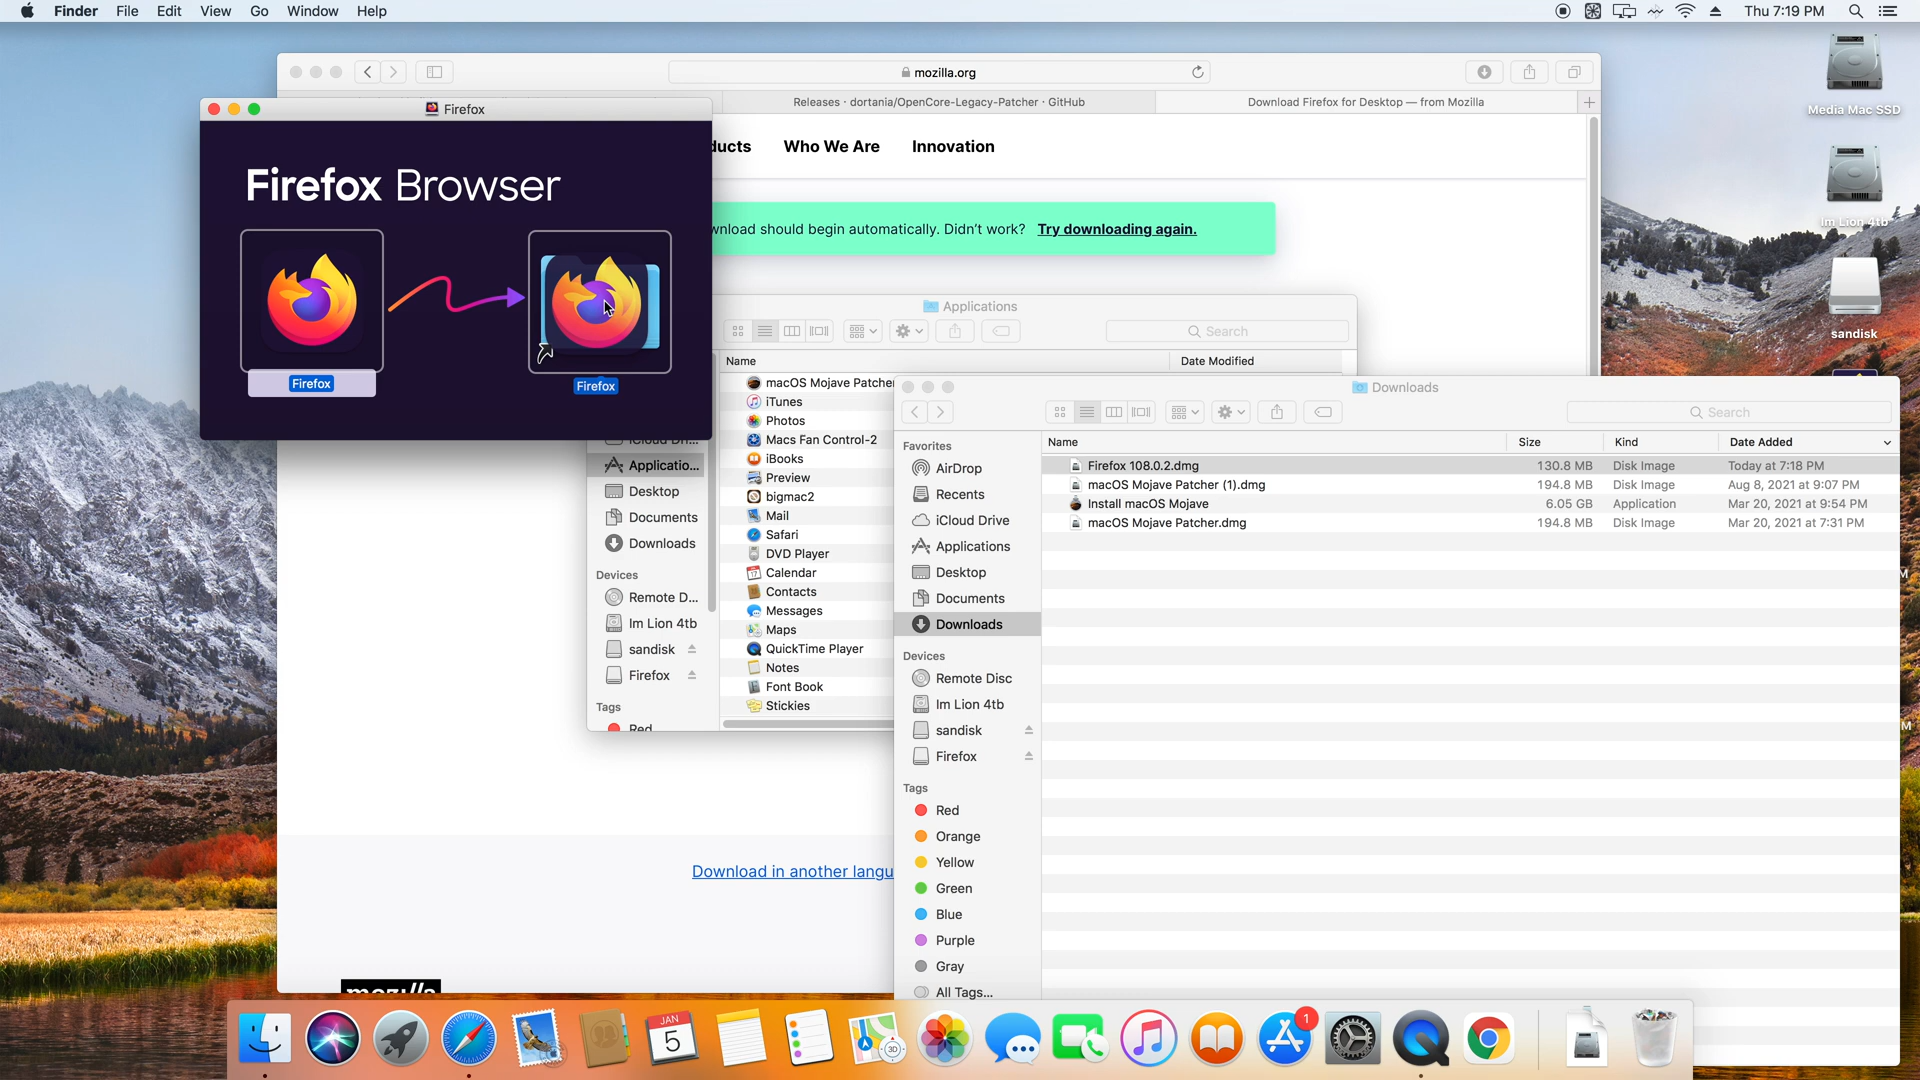 Finder File Edit View Go Window Help
Thu 7:19 PM
Media Mac SSD
Im Lion 4tb
sandisk
mozilla.org
Releases · dortania/OpenCore-Legacy-Patcher · GitHub
Download Firefox for Desktop — from Mozilla
Who We Are
Innovation
download should begin automatically. Didn't work? Try downloading again.
Download in another langu
Firefox
Firefox Browser
Firefox
Firefox
Applications
Search
Name
Date Modified
macOS Mojave Patcher
iTunes
Photos
Macs Fan Control-2
iBooks
Preview
bigmac2
Mail
Safari
DVD Player
Calendar
Contacts
Messages
Maps
QuickTime Player
Notes
Font Book
Stickies
iCloud Dri...
Applicatio...
Desktop
Documents
Downloads
Devices
Remote D...
Im Lion 4tb
sandisk
Firefox
Tags
Red
Downloads
Search
Favorites
AirDrop
Recents
iCloud Drive
Applications
Desktop
Documents
Downloads
Devices
Remote Disc
Im Lion 4tb
sandisk
Firefox
Tags
Red
Orange
Yellow
Green
Blue
Purple
Gray
All Tags...
Name Size Kind Date Added
Firefox 108.0.2.dmg 130.8 MB Disk Image Today at 7:18 PM
macOS Mojave Patcher (1).dmg 194.8 MB Disk Image Aug 8, 2021 at 9:07 PM
Install macOS Mojave 6.05 GB Application Mar 20, 2021 at 9:54 PM
macOS Mojave Patcher.dmg 194.8 MB Disk Image Mar 20, 2021 at 7:31 PM
JAN
5
3D
1